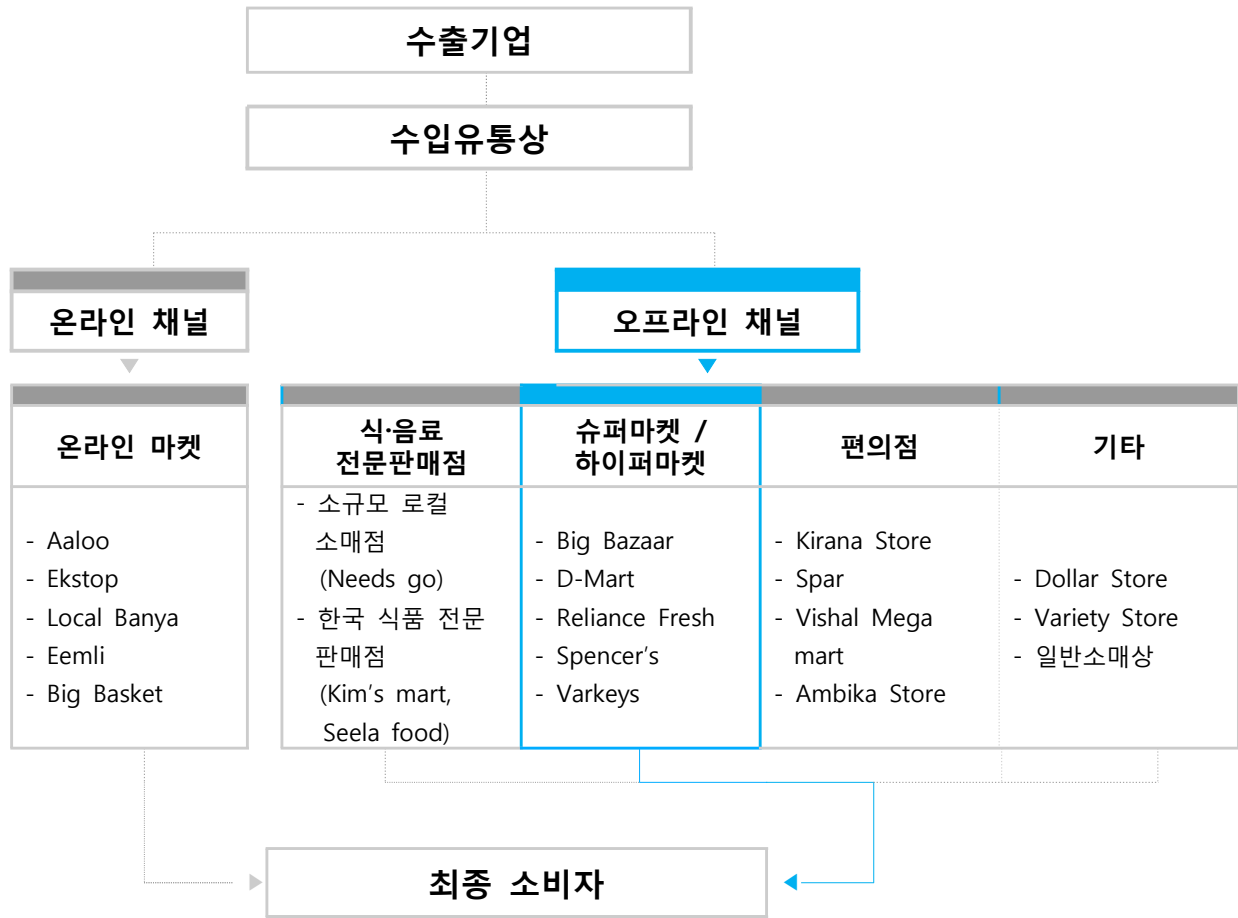 수출기업
수입유통상
온라인 채널
오프라인 채널
온라인 마켓
- Aaloo
- Ekstop
- Local Banya
- Eemli
- Big Basket
식·음료
전문판매점
- 소규모 로컬
소매점
(Needs go)
- 한국 식품 전문
판매점
(Kim's mart,
Seela food)
슈퍼마켓 /
하이퍼마켓
- Big Bazaar
- D-Mart
- Reliance Fresh
- Spencer's
- Varkeys
편의점
- Kirana Store
- Spar
- Vishal Mega
mart
- Ambika Store
기타
- Dollar Store
- Variety Store
- 일반소매상
최종 소비자